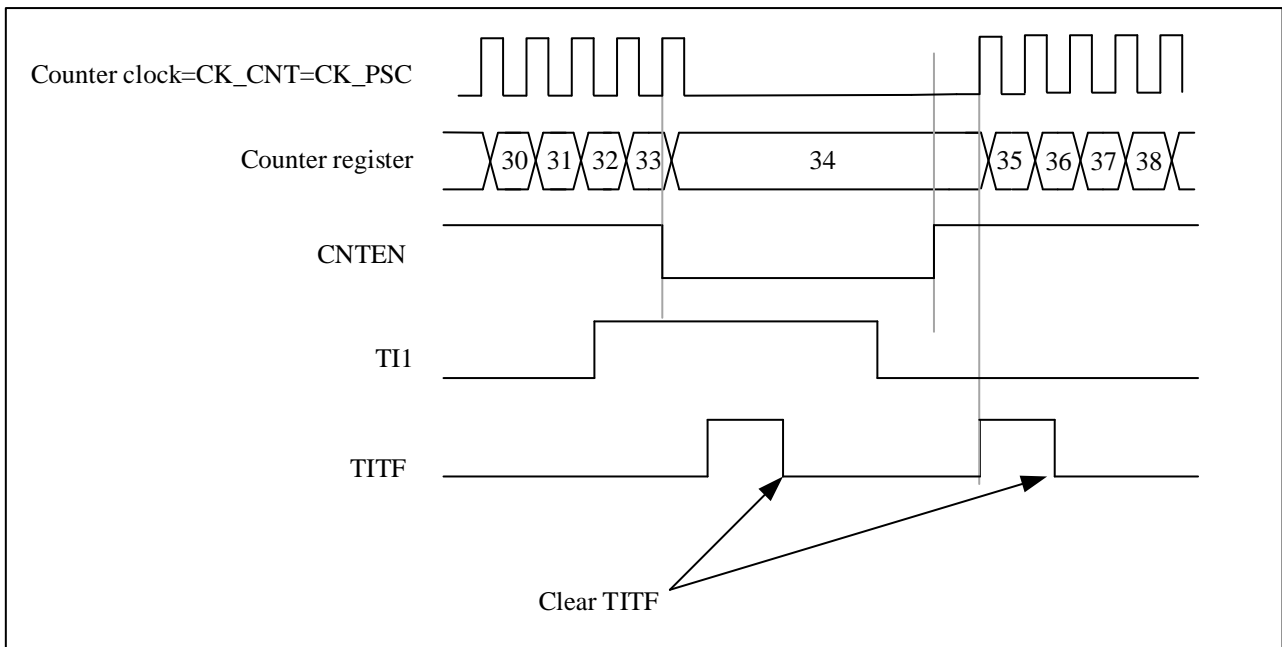 Counter clock=CK_CNT=CK_PSC
Counter register
30 31 32 33 34 35 36 37 38
CNTEN
TI1
TITF
Clear TITF